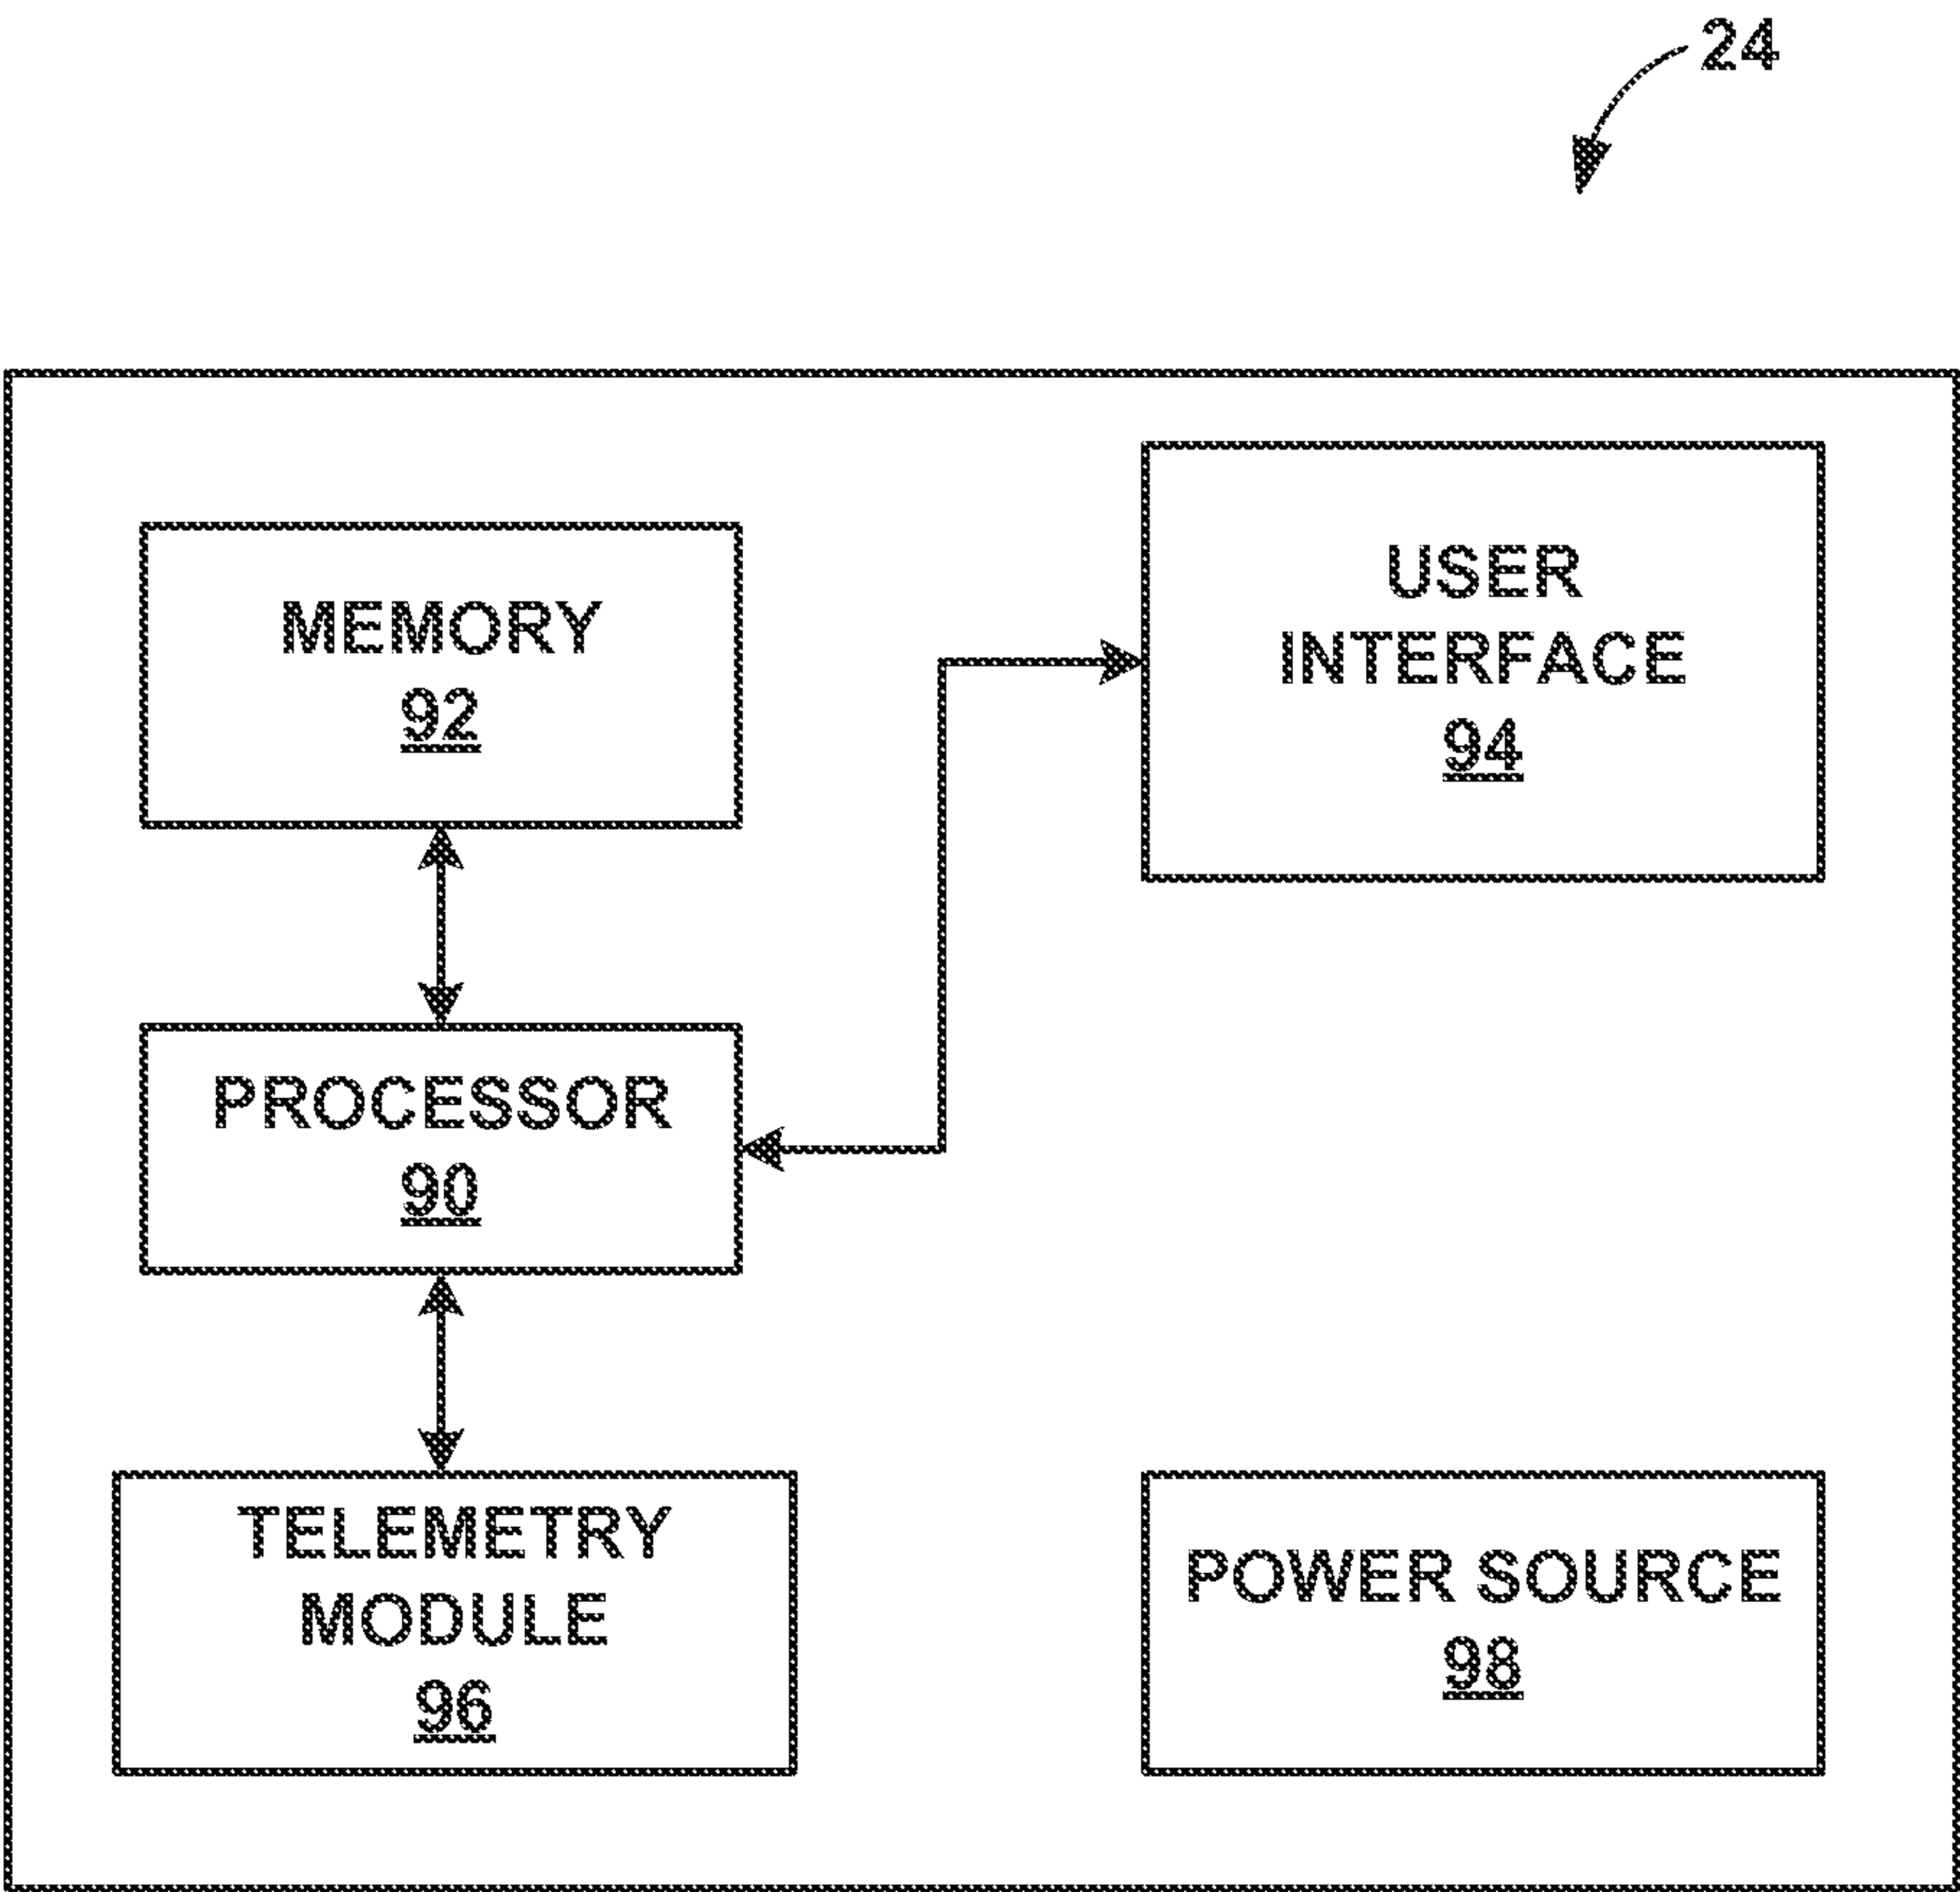 24
MEMORY
92
USER
INTERFACE
94
PROCESSOR
90
TELEMETRY
MODULE
96
POWER SOURCE
98